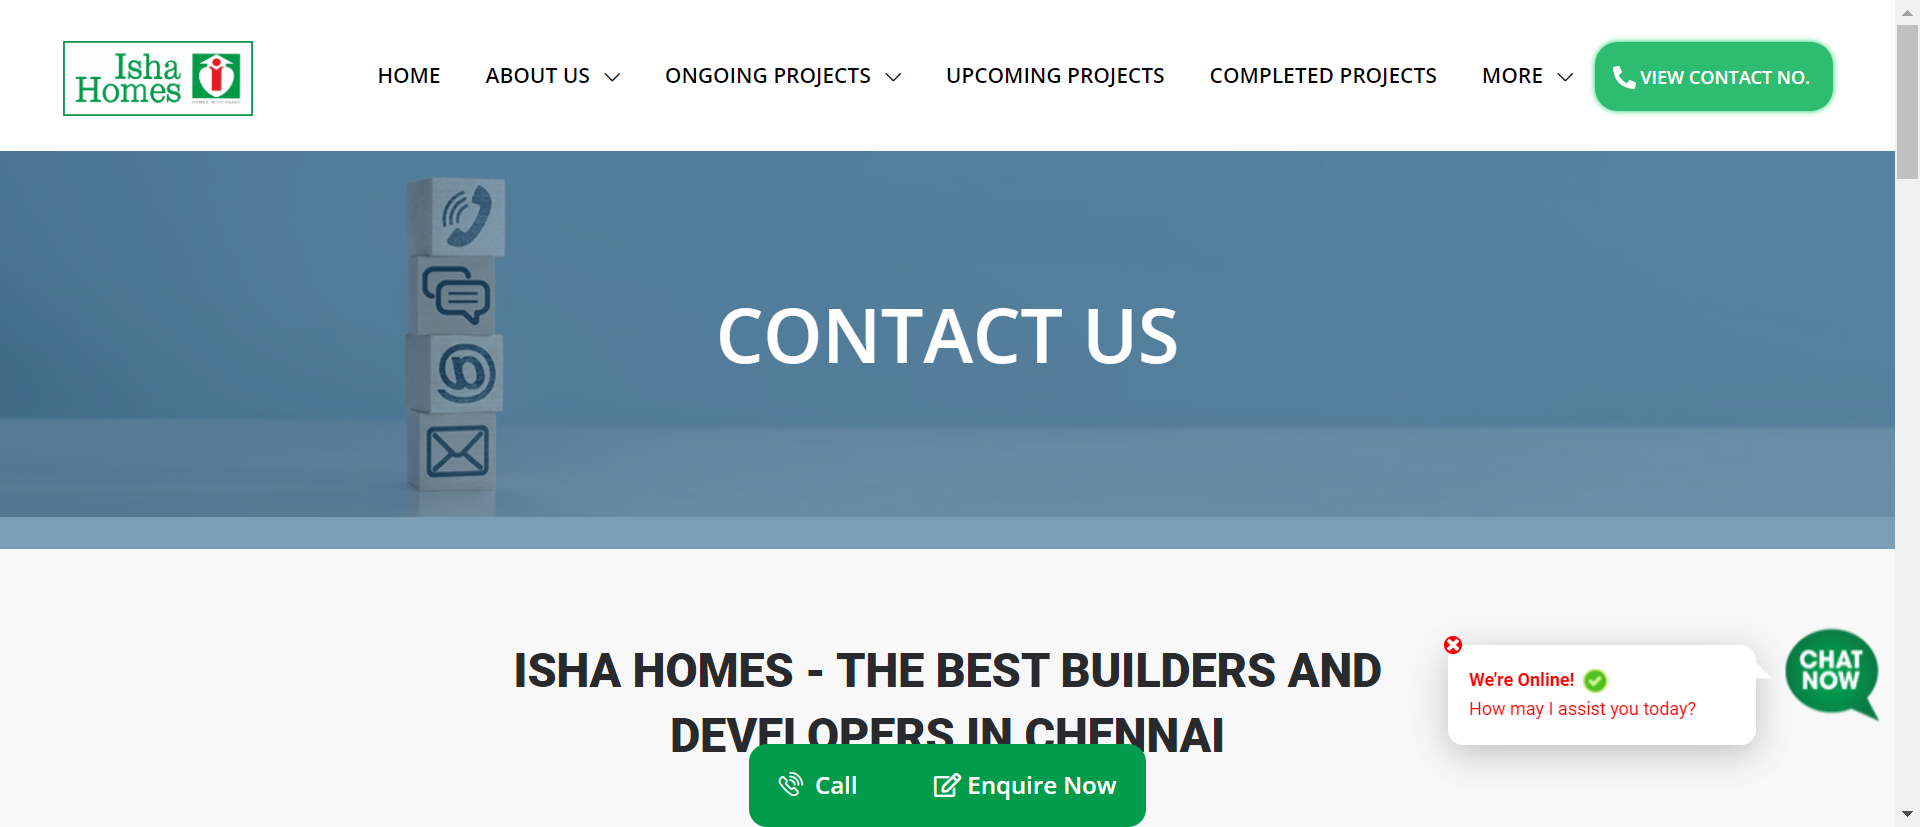 Isha
Homes
HOME
ABOUT US
ONGOING PROJECTS
UPCOMING PROJECTS
COMPLETED PROJECTS
MORE
VIEW CONTACT NO.
CONTACT US
ISHA HOMES - THE BEST BUILDERS AND
DEVELOPERS IN CHENNAI
We're Online!
How may I assist you today?
CHAT
NOW
Call
Enquire Now